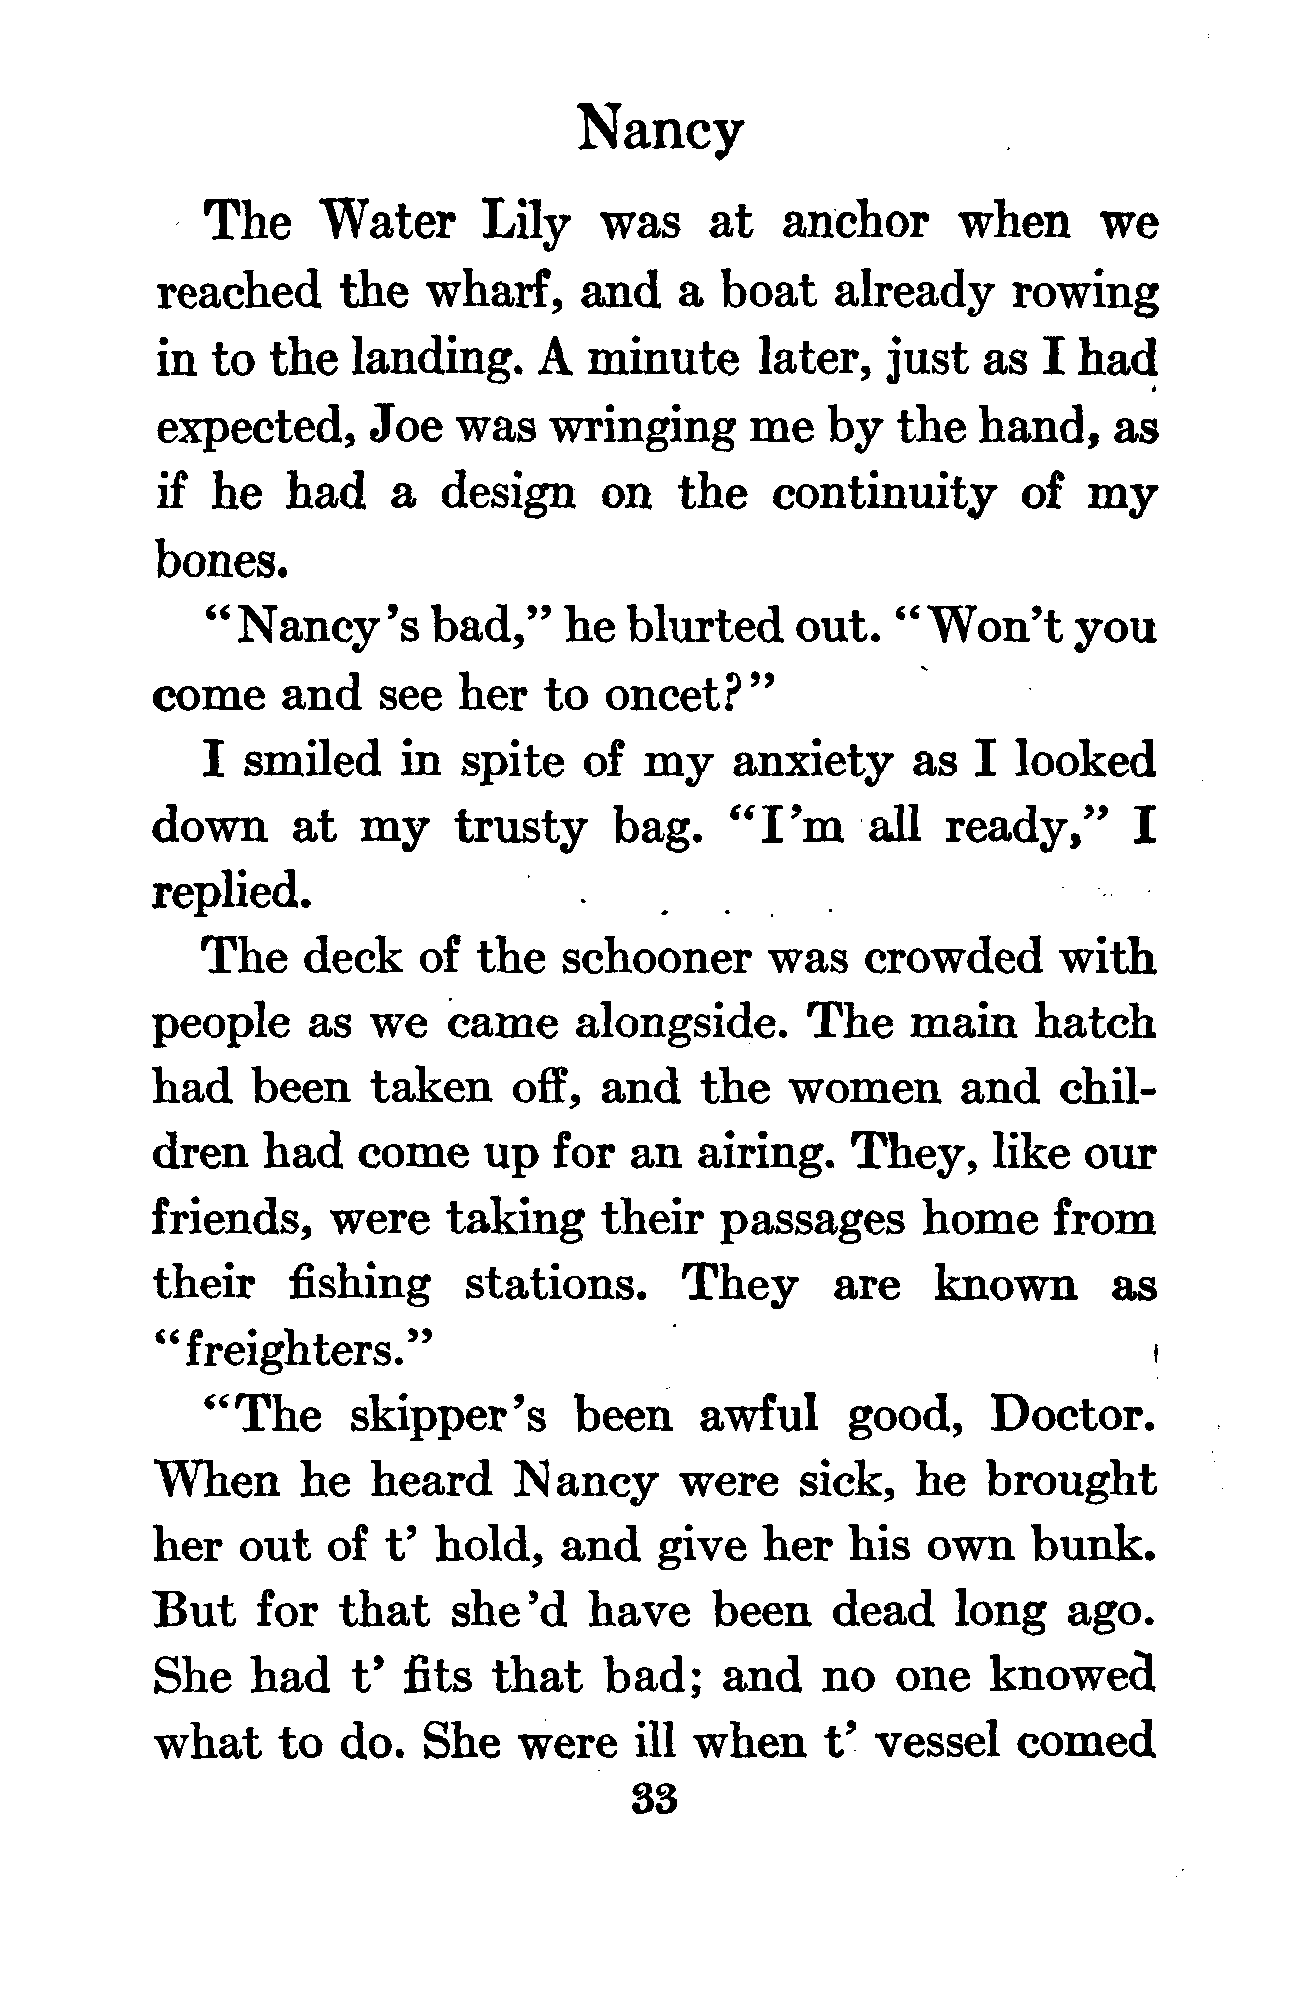 Nancy
The Water Lily was at anchor when we
reached the wharf, and a boat already rowing
in to the landing. A minute later, just as I had
expected, Joe was wringing me by the hand, as
if he had a design on the continuity of my
bones.
"Nancy's bad," he blurted out. "Won't you
come and see her to oncet?"
I smiled in spite of my anxiety as I looked
down at my trusty bag. "I'm all ready," I
replied.
The deck of the schooner was crowded with
people as we came alongside. The main hatch
had been taken off, and the women and chil-
dren had come up for an airing. They, like our
friends, were taking their passages home from
their fishing stations. They are known as
"freighters."
"The skipper's been awful good, Doctor.
When he heard Nancy were sick, he brought
her out of t' hold, and give her his own bunk.
But for that she'd have been dead long ago.
She had t' fits that bad; and no one knowed
what to do. She were ill when t' vessel comed
33